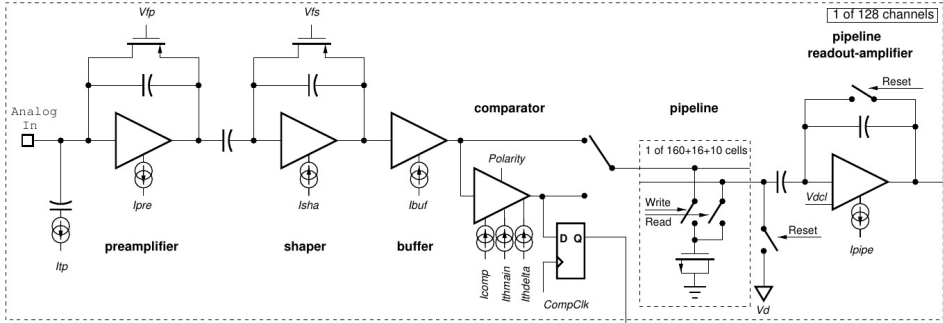 1 of 128 channels
Vfp
Vfs
pipeline
readout-amplifier
Reset
Analog
In
comparator
pipeline
1 of 160+16+10 cells
Polarity
Ipre
Isha
Ibuf
Write
Read
Vdcl
Reset
Ipipe
preamplifier
shaper
buffer
D Q
Itp
Icomp
Ithmain
Ithdelta
CompClk
Vd